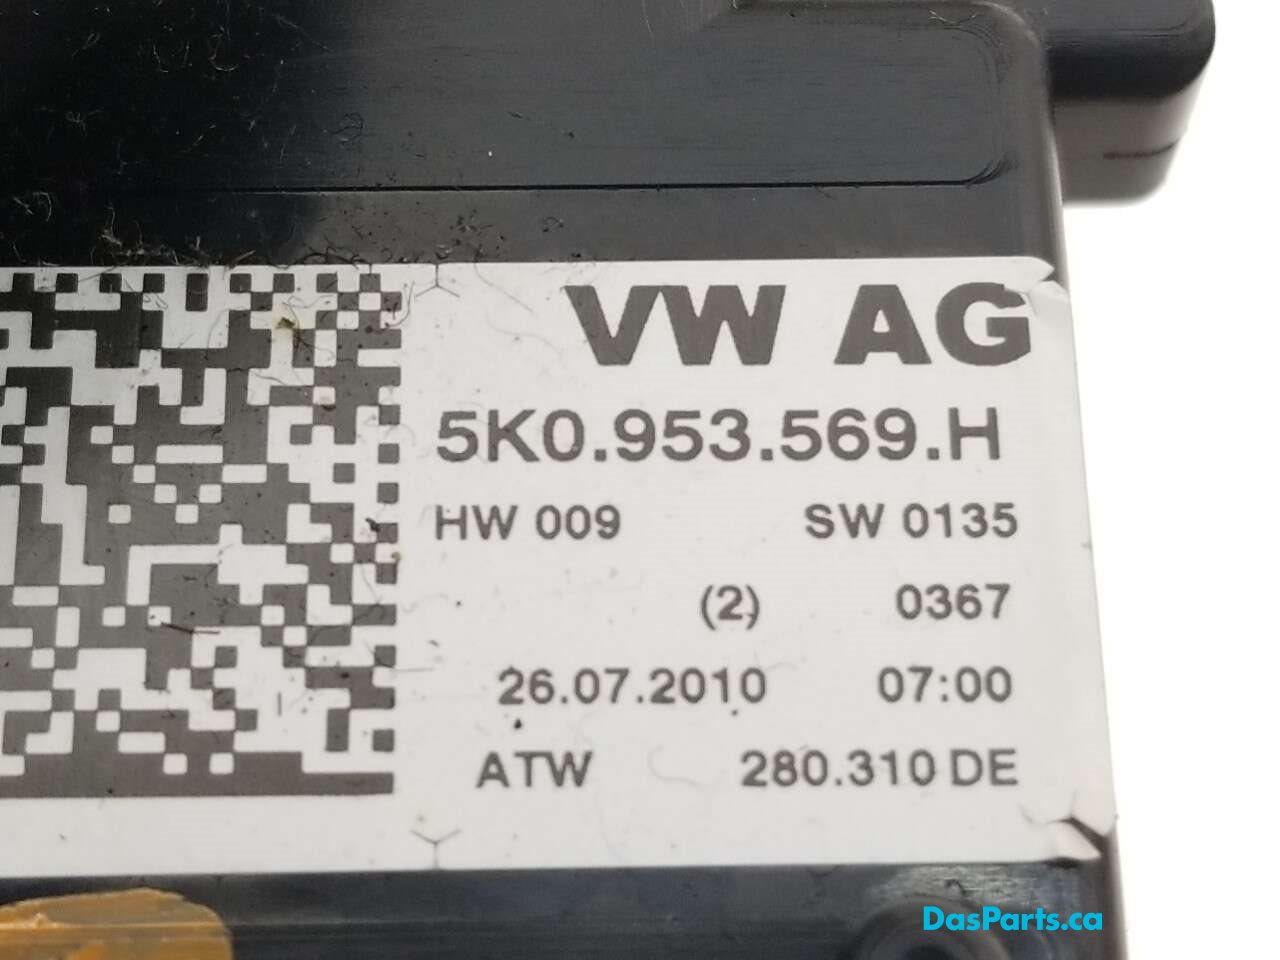 VW AG
5K0.953.569.H
HW 009 SW 0135
(2) 0367
26.07.2010 07:00
ATW 280.310 DE
DasParts.ca